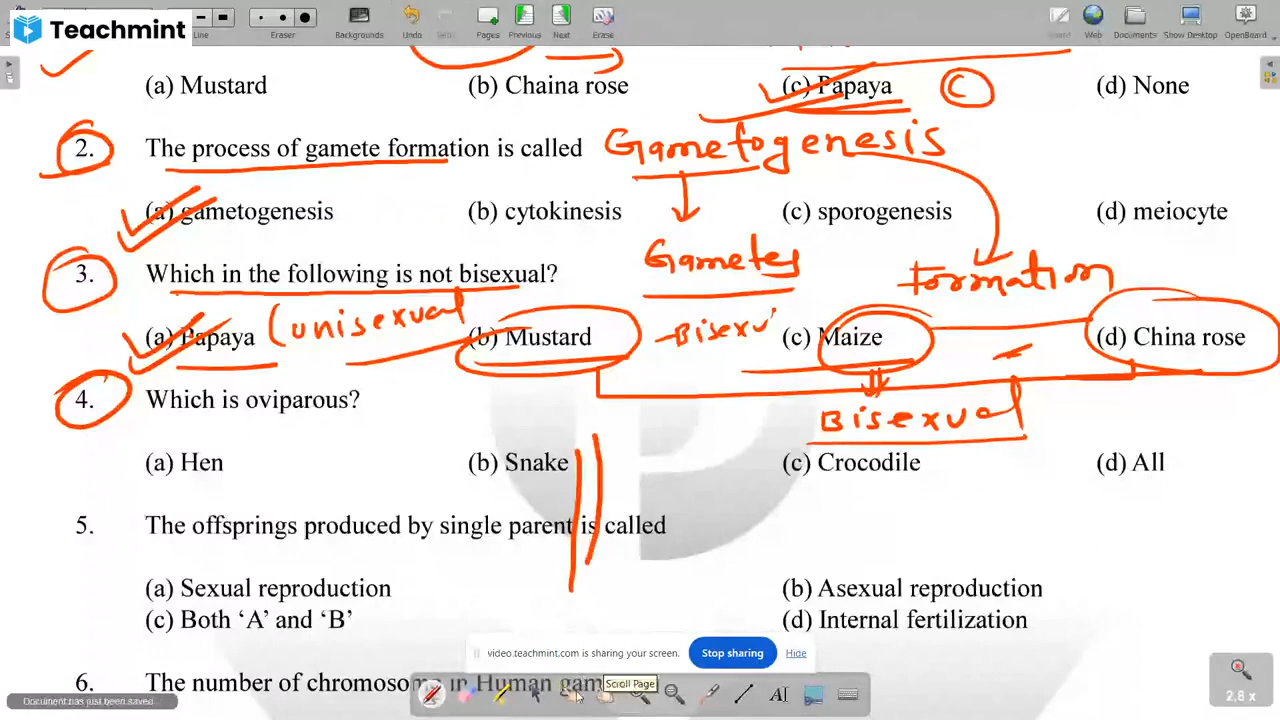 Teachmint
Line
Eraser
Backgrounds
Undo
Pages
Previous
Next
Erase
Web
Documents
Show Desktop
OpenBoard
(a) Mustard (b) Chaina rose (c) Papaya (C) (d) None
2. The process of gamete formation is called Gametogenesis
(a) gametogenesis (b) cytokinesis (c) sporogenesis (d) meiocyte
Gametes Formation
3. Which in the following is not bisexual?
(a) Papaya (unisexual (b) Mustard -Bisexu (c) Maize (d) China rose
4. Which is oviparous? Bisexual
(a) Hen (b) Snake (c) Crocodile (d) All
5. The offsprings produced by single parent is called
(a) Sexual reproduction (b) Asexual reproduction
(c) Both ‘A’ and ‘B’ (d) Internal fertilization
video.teachmint.com is sharing your screen. Stop sharing Hide
6. The number of chromosome in Human gam
Scroll Page
Document has just been saved
2,8 x